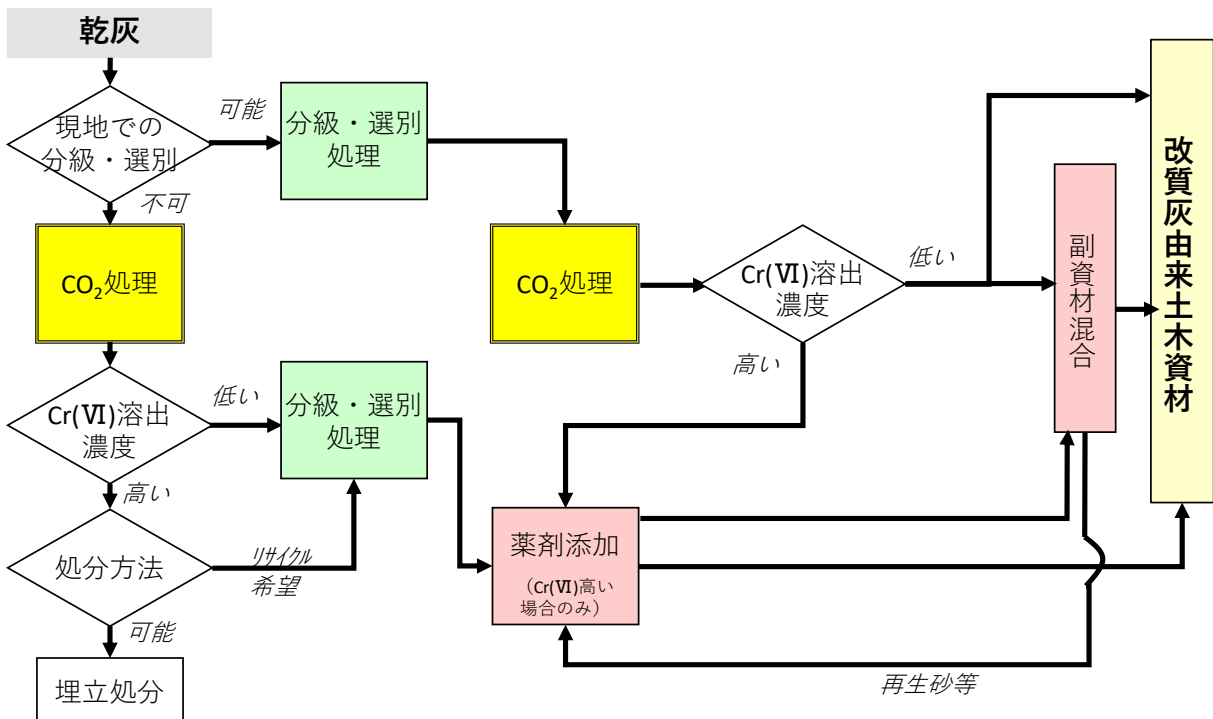 乾灰
現地での
分級・選別
可能
不可
分級・選別
処理
CO₂処理
CO₂処理
Cr(Ⅵ)溶出
濃度
低い
高い
副資材混合
改質灰由来土木資材
Cr(Ⅵ)溶出
濃度
低い
高い
分級・選別
処理
処分方法
リサイクル
希望
可能
埋立処分
薬剤添加
（Cr(Ⅵ)高い
場合のみ）
再生砂等